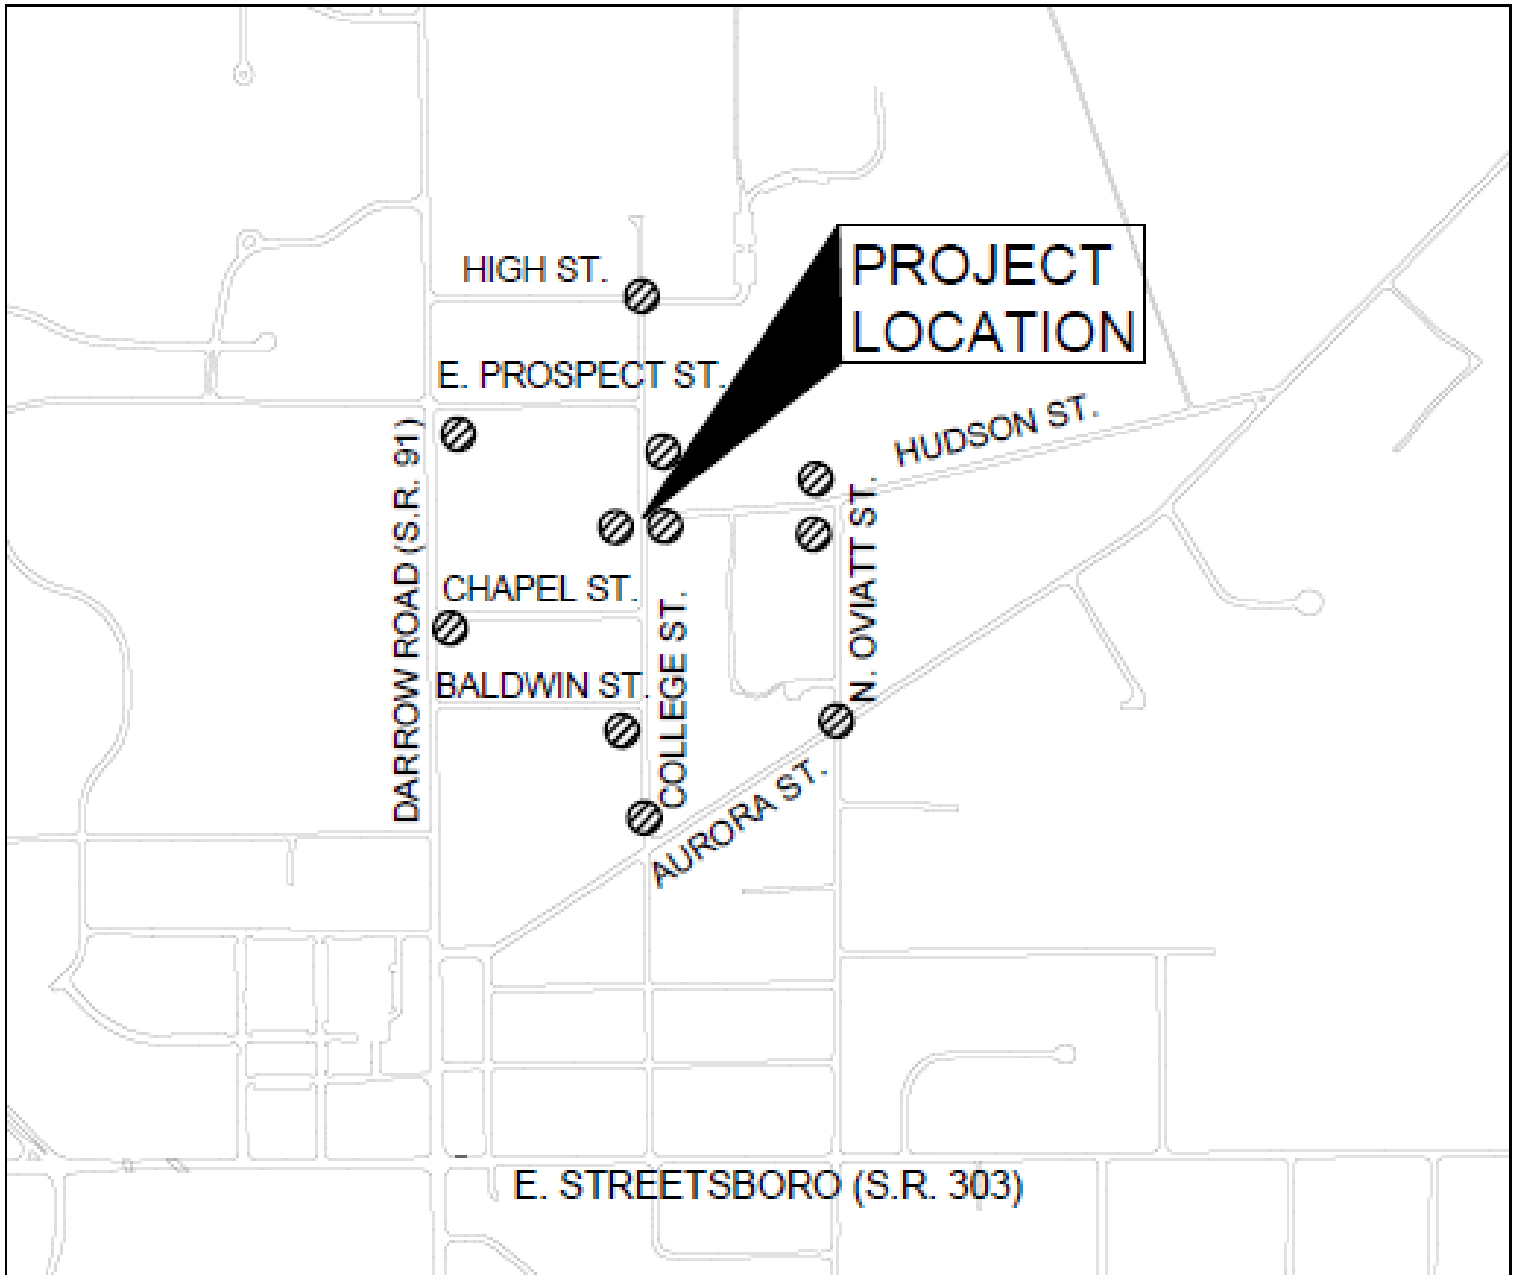 PROJECT
LOCATION
HIGH ST.
E. PROSPECT ST.
HUDSON ST.
DARROW ROAD (S.R. 91)
CHAPEL ST.
N. OVIATT ST.
COLLEGE ST.
BALDWIN ST.
AURORA ST.
E. STREETSBORO (S.R. 303)